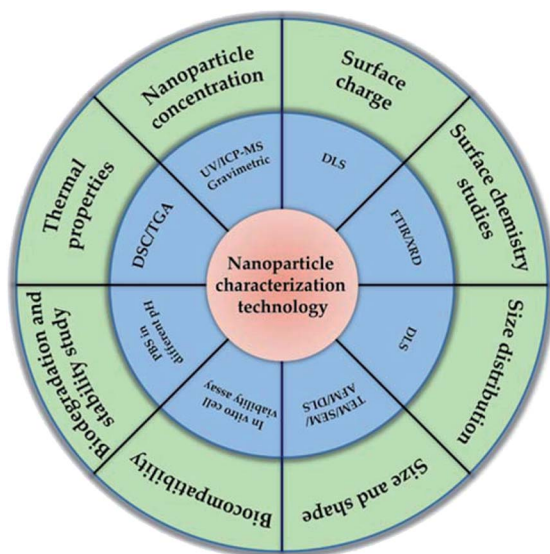 Nanoparticle
concentration
Surface
charge
Surface chemistry
studies
Size distribution
Size and shape
Biocompatibility
Biodegradation and
stability study
Thermal
properties
UV/ICP-MS
Gravimetric
DLS
FTIR/XRD
DLS
TEM/SEM/
AFM/DLS
In vitro cell
viability assay
PBS in
different pH
DSC/TGA
Nanoparticle
characterization
technology